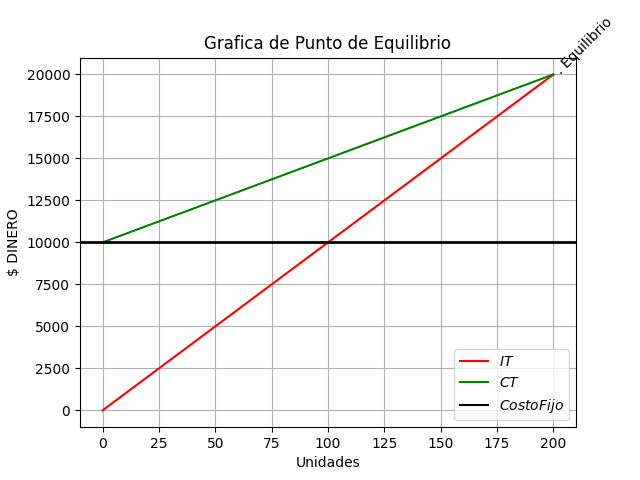 Grafica de Punto de Equilibrio
. Equilibrio
$ DINERO
20000
17500
15000
12500
10000
7500
5000
2500
0
0 25 50 75 100 125 150 175 200
Unidades
IT
CT
CostoFijo